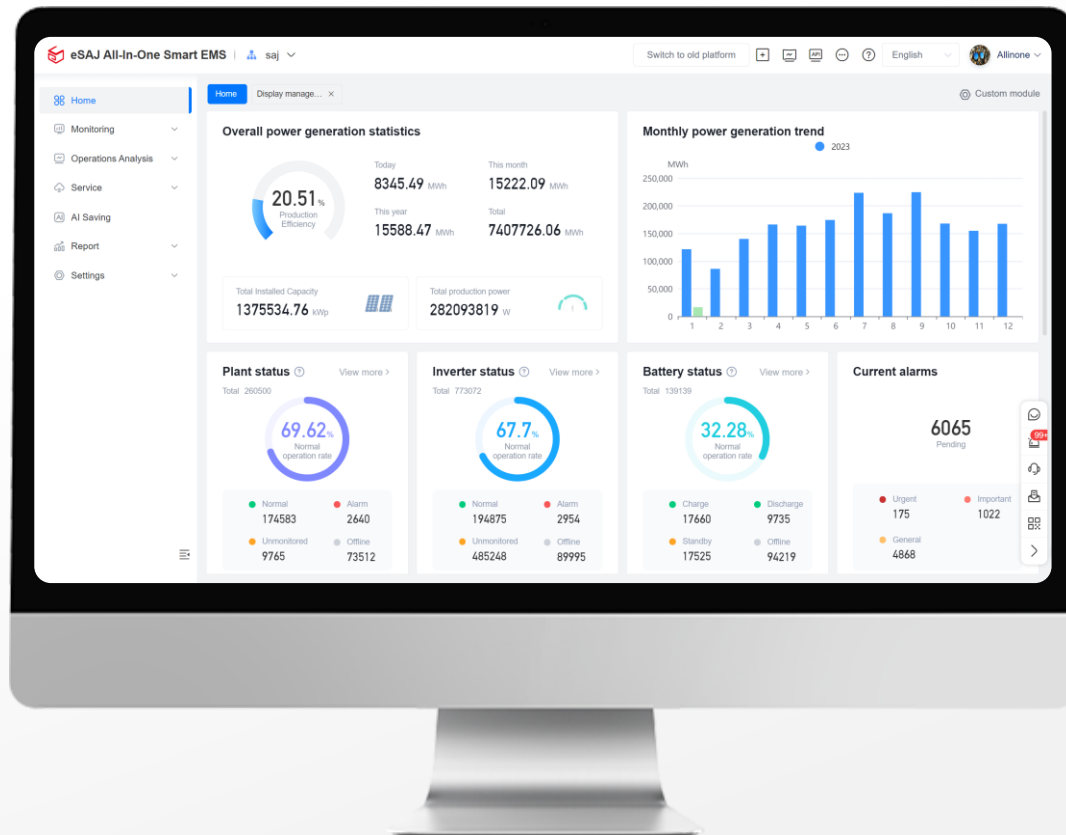 eSAJ All-In-One Smart EMS | saj
Switch to old platform
API
English
Allinone
Home
Monitoring
Operations Analysis
Service
AI AI Saving
Report
Settings
Home
Display manage... ×
Custom module
Overall power generation statistics
20.51%
Production
Efficiency
Today
8345.49 MWh
This month
15222.09 MWh
This year
15588.47 MWh
Total
7407726.06 MWh
Total Installed Capacity
1375534.76 kWp
Total production power
282093819 W
Monthly power generation trend
2023
MWh
250,000
200,000
150,000
100,000
50,000
0
1 2 3 4 5 6 7 8 9 10 11 12
Plant status ?
View more >
Total 260500
69.62%
Normal
operation rate
Normal
174583
Alarm
2640
Unmonitored
9765
Offline
73512
Inverter status ?
View more >
Total 773072
67.7%
Normal
operation rate
Normal
194875
Alarm
2954
Unmonitored
485248
Offline
89995
Battery status ?
View more >
Total 139139
32.28%
Normal
operation rate
Charge
17660
Discharge
9735
Standby
17525
Offline
94219
Current alarms
6065
Pending
Urgent
175
Important
1022
General
4868
99+